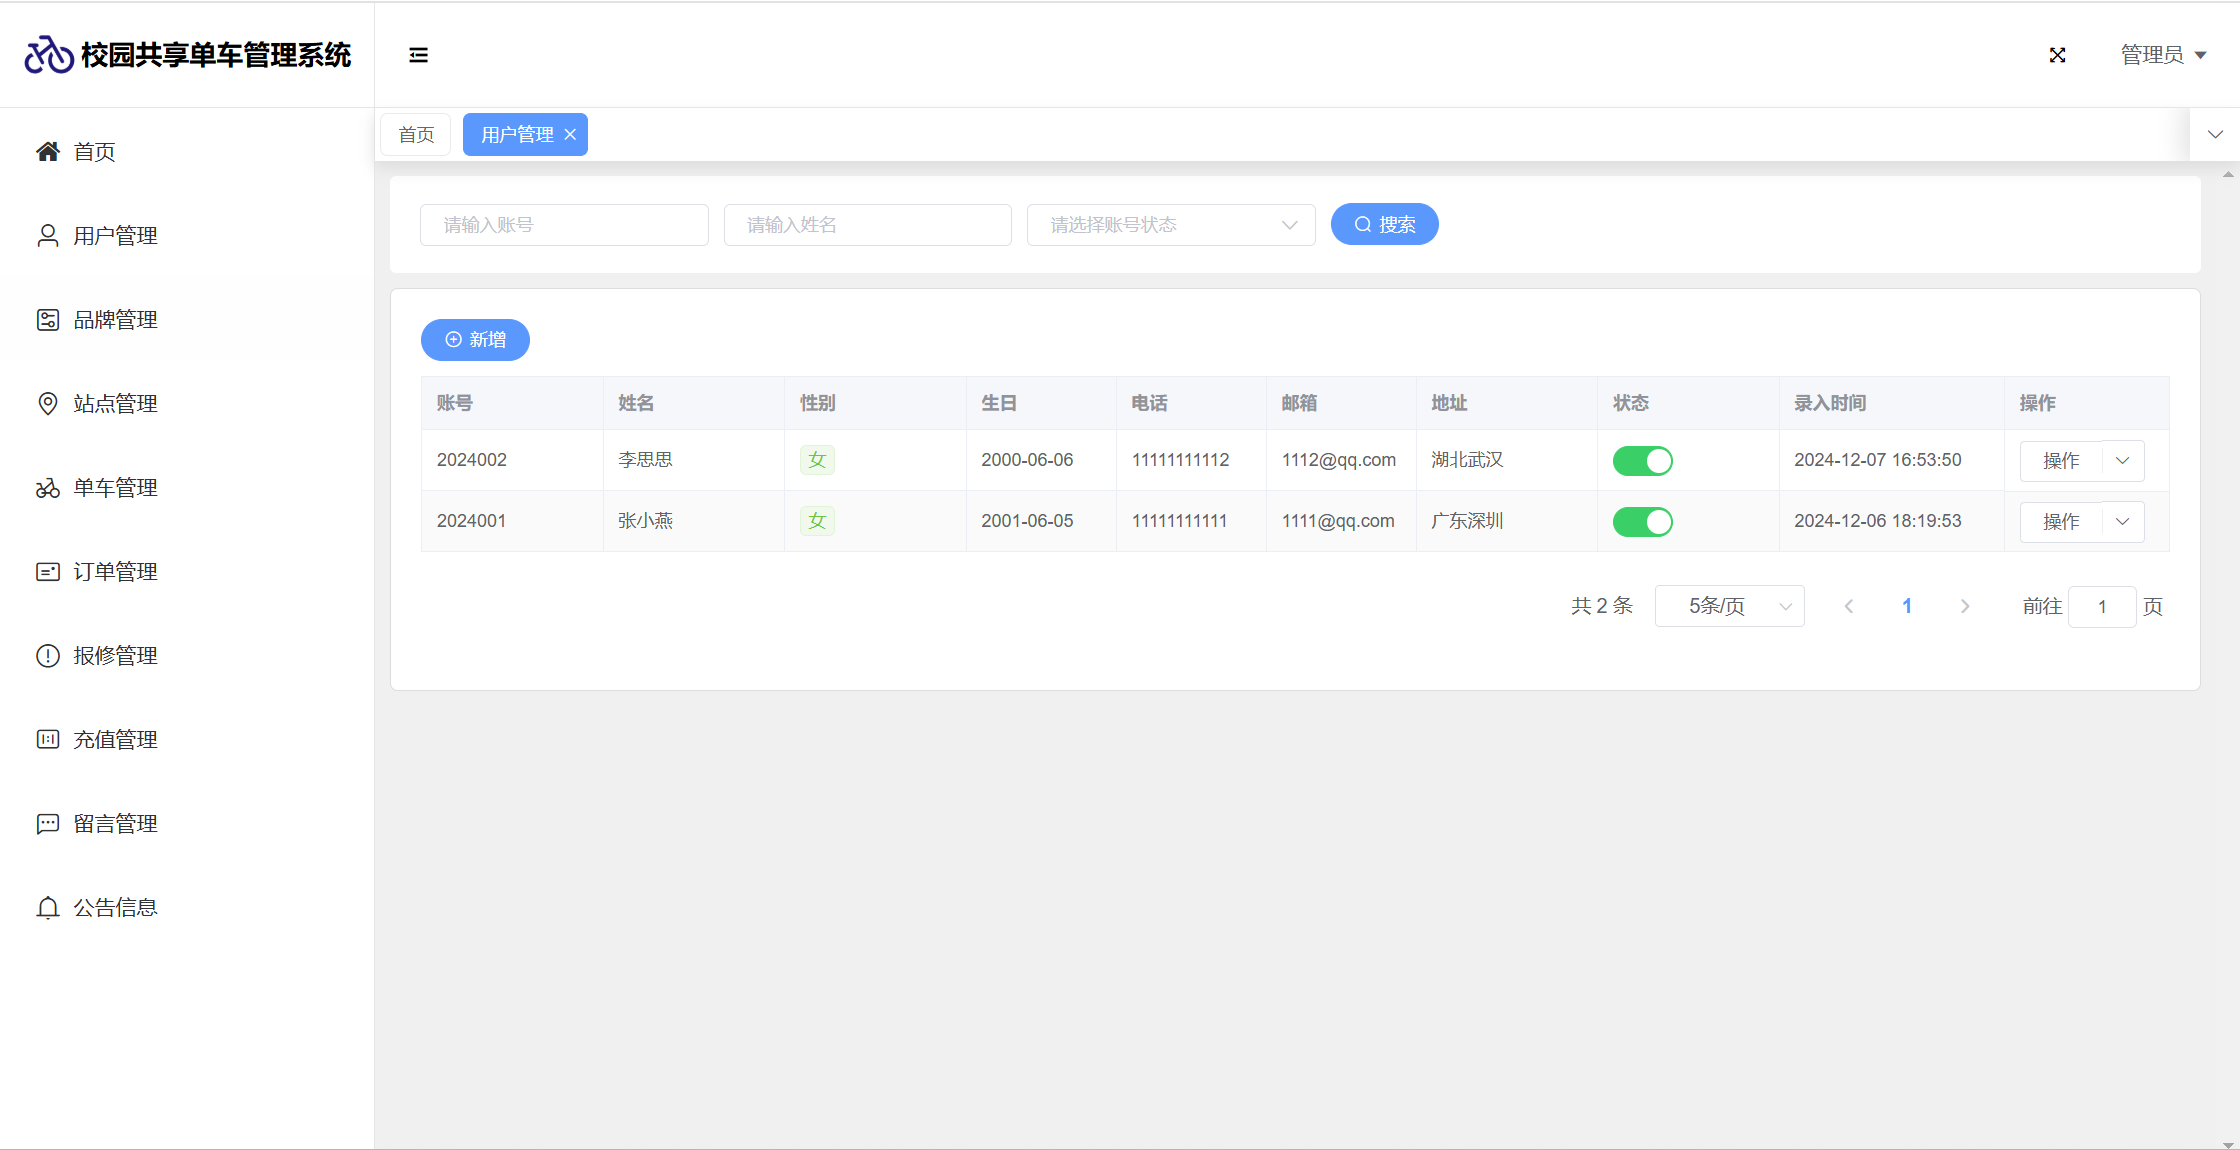 校园共享单车管理系统
管理员
首页
用户管理
品牌管理
站点管理
单车管理
订单管理
报修管理
充值管理
留言管理
公告信息
首页 用户管理
请输入账号 请输入姓名 请选择账号状态 搜索
新增
账号 姓名 性别 生日 电话 邮箱 地址 状态 录入时间 操作
2024002 李思思 女 2000-06-06 11111111112 1112@qq.com 湖北武汉 2024-12-07 16:53:50 操作
2024001 张小燕 女 2001-06-05 11111111111 1111@qq.com 广东深圳 2024-12-06 18:19:53 操作
共 2 条 5条/页 1 前往 1 页